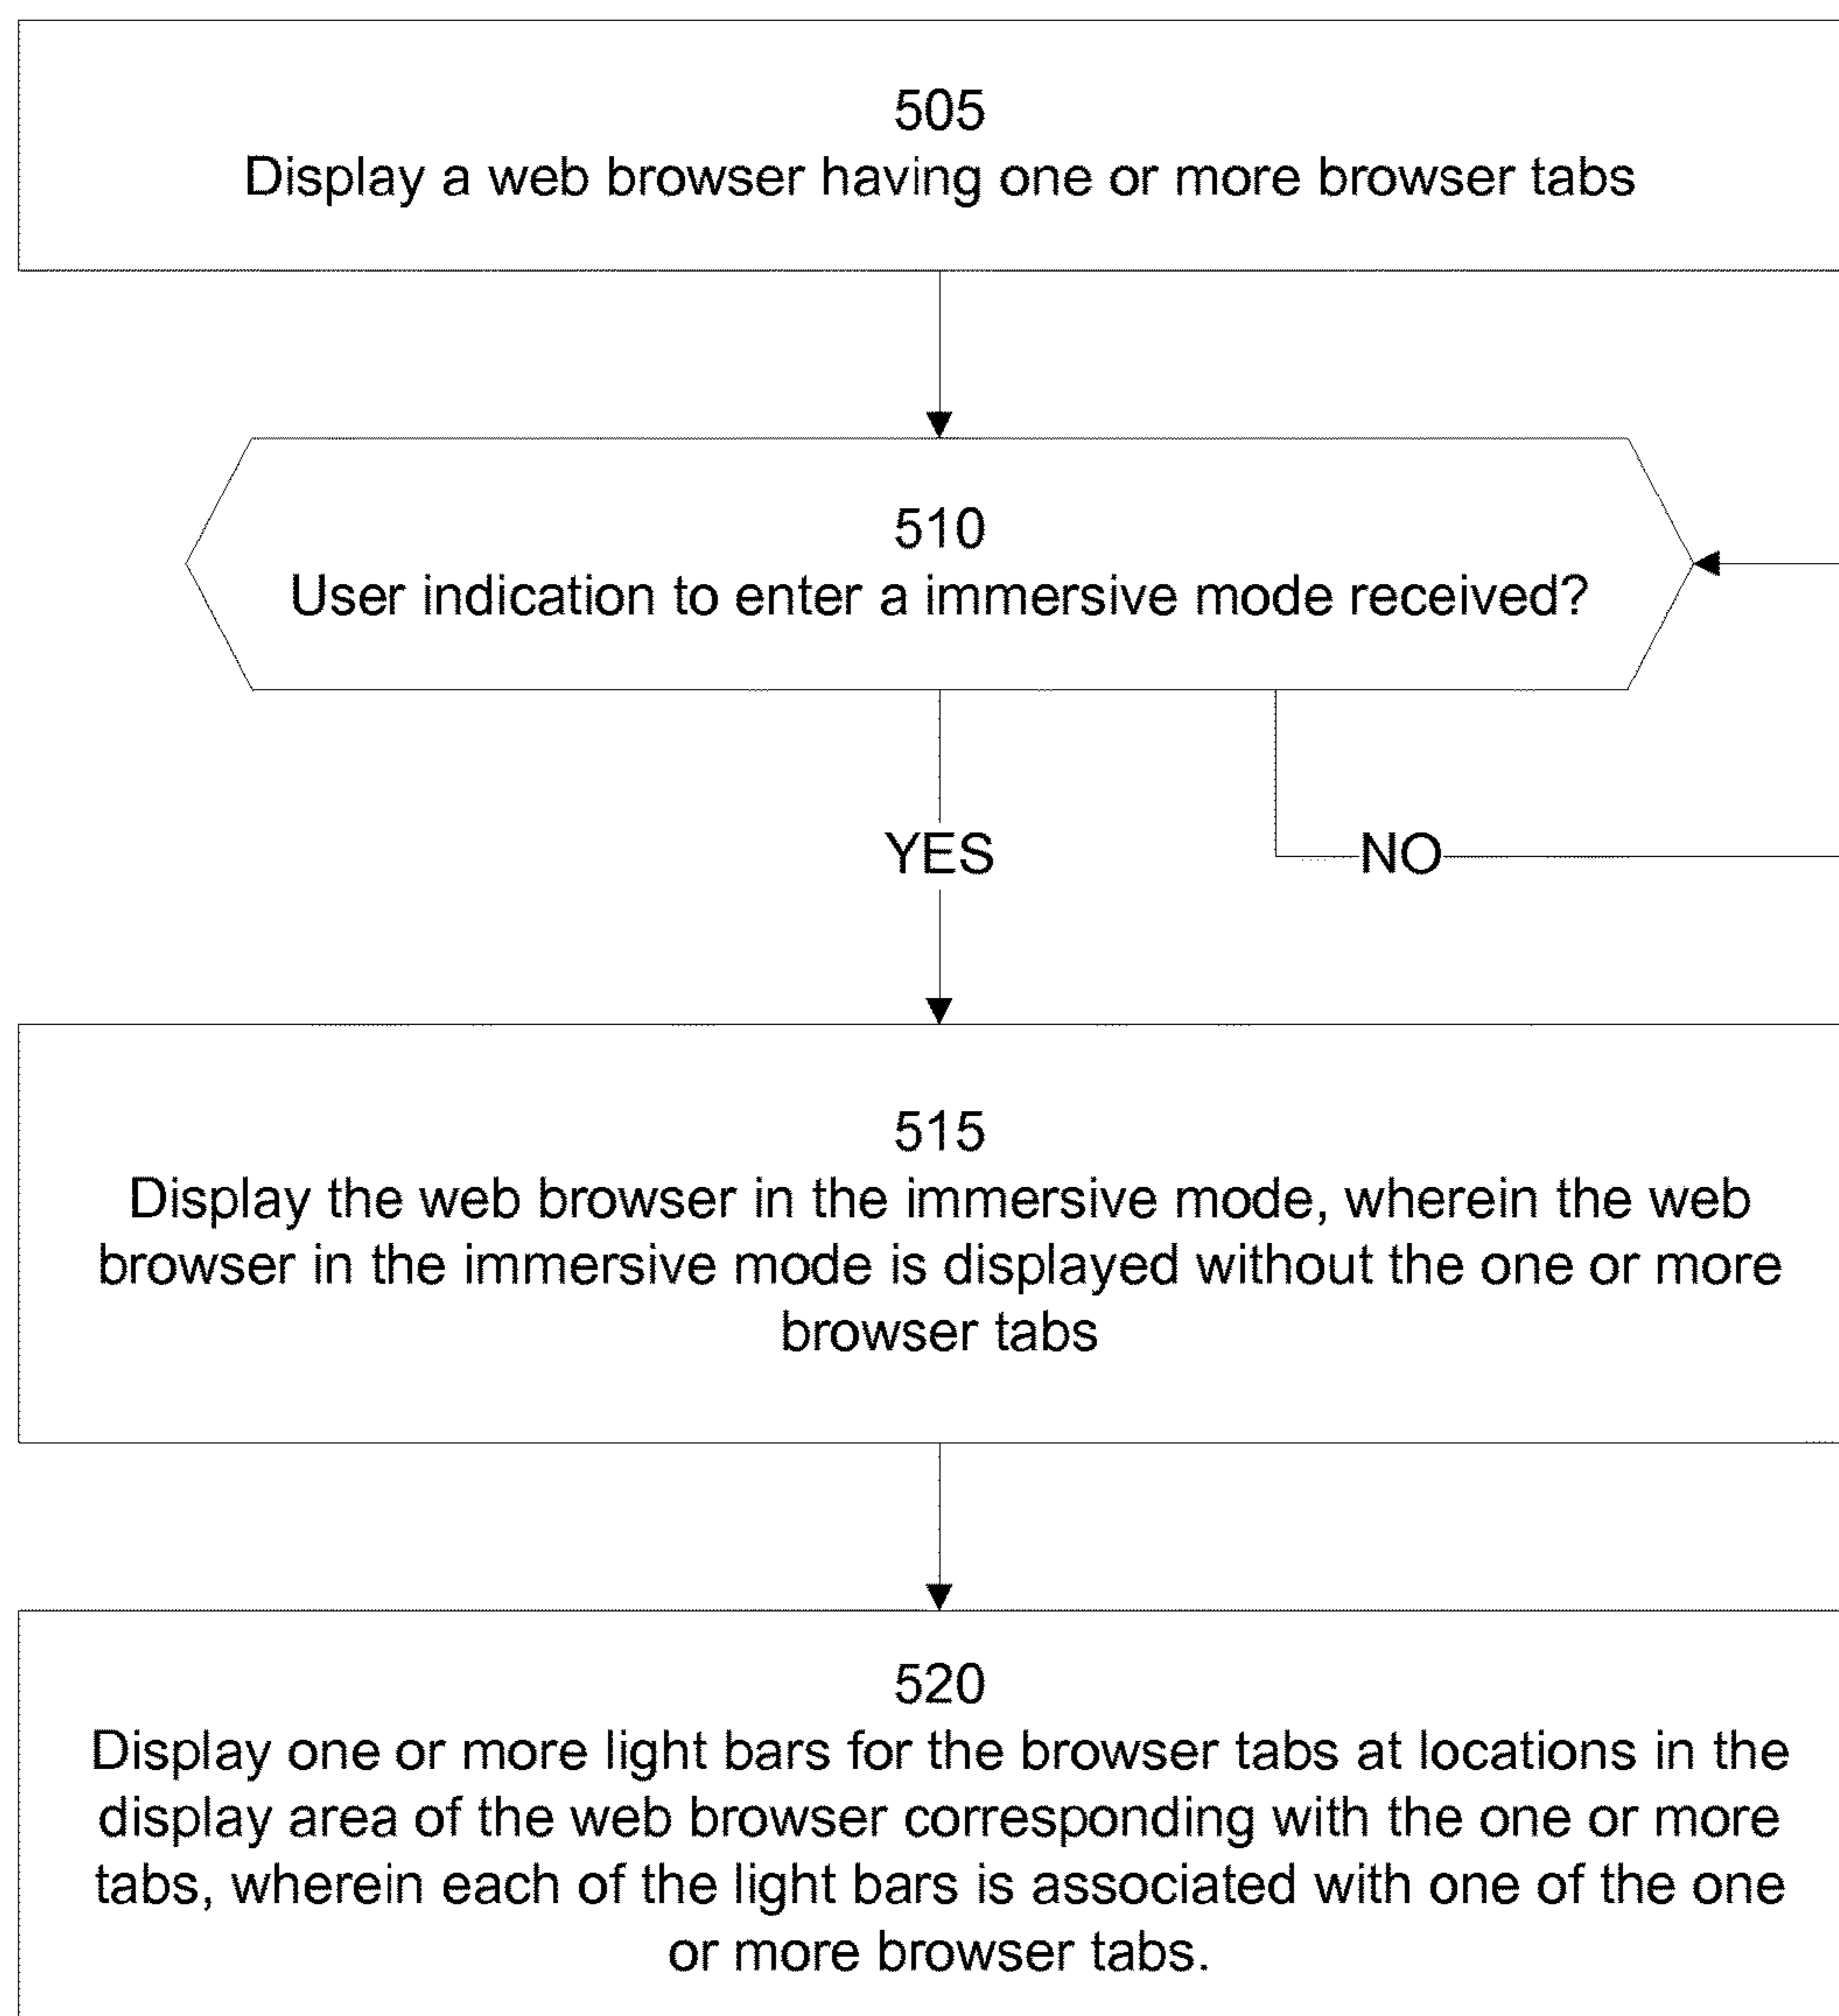 505
Display a web browser having one or more browser tabs
510
User indication to enter a immersive mode received?
YES
NO
515
Display the web browser in the immersive mode, wherein the web
browser in the immersive mode is displayed without the one or more
browser tabs
520
Display one or more light bars for the browser tabs at locations in the
display area of the web browser corresponding with the one or more
tabs, wherein each of the light bars is associated with one of the one
or more browser tabs.